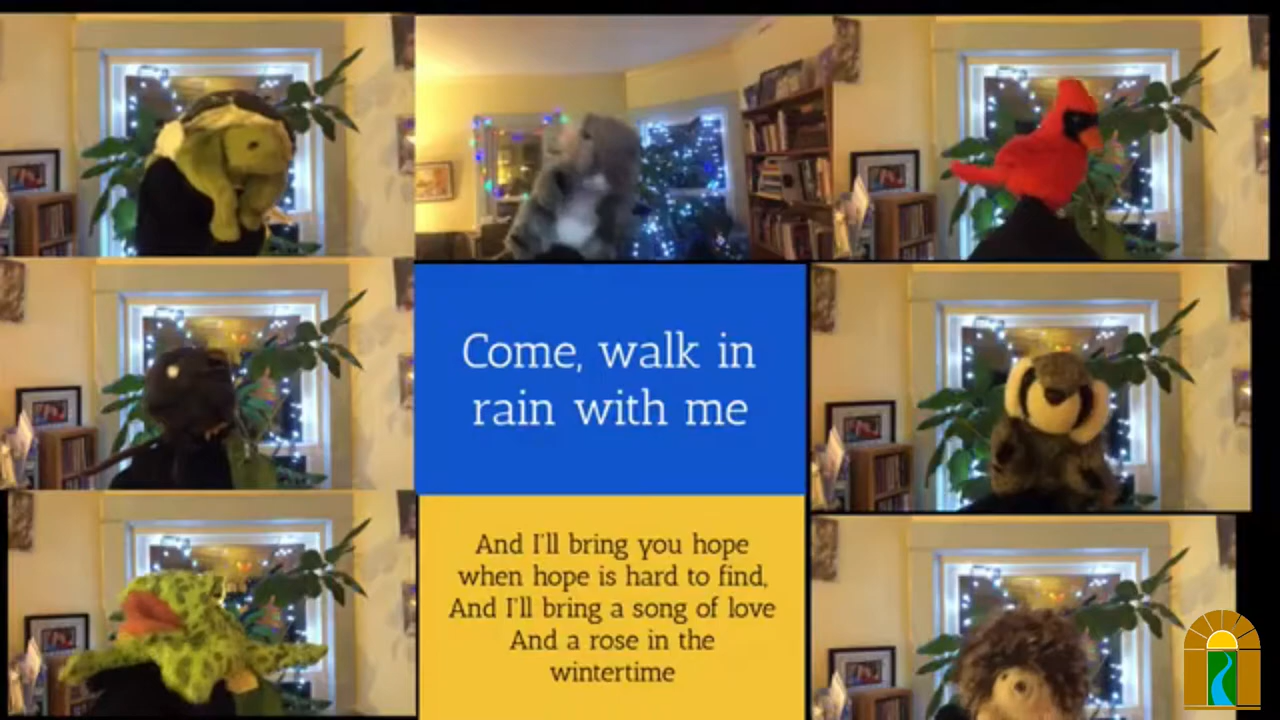 Come, walk in
rain with me
And I'll bring you hope
when hope is hard to find,
And I'll bring a song of love
And a rose in the
wintertime